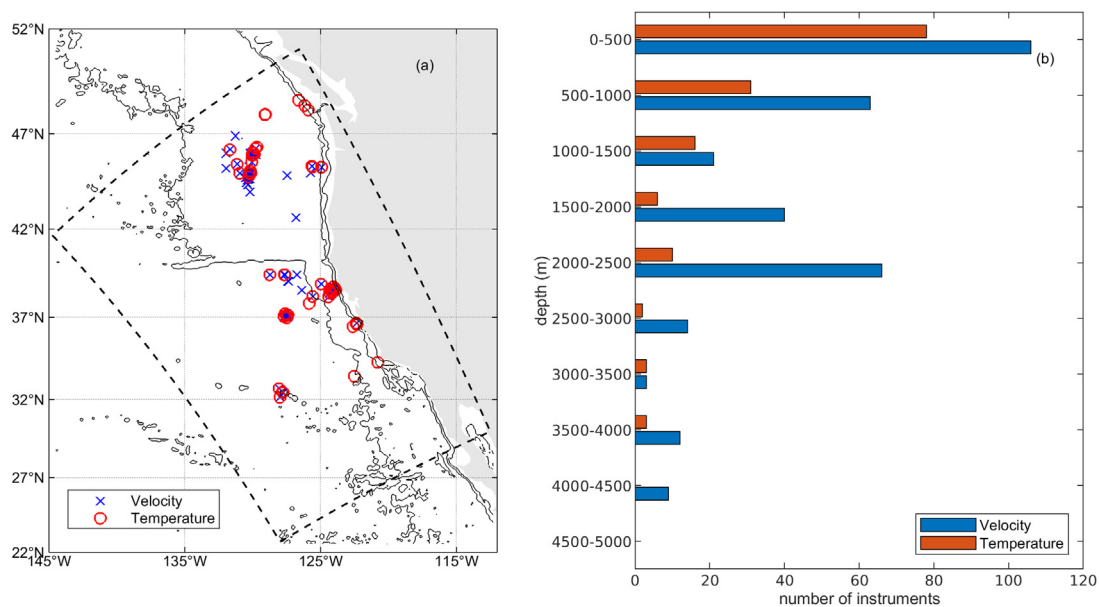 52°N
47°N
42°N
37°N
32°N
27°N
22°N
145°W
135°W
125°W
115°W
(a)
Velocity
Temperature
0-500
500-1000
1000-1500
1500-2000
2000-2500
2500-3000
3000-3500
3500-4000
4000-4500
4500-5000
depth (m)
(b)
Velocity
Temperature
0
20
40
60
80
100
120
number of instruments